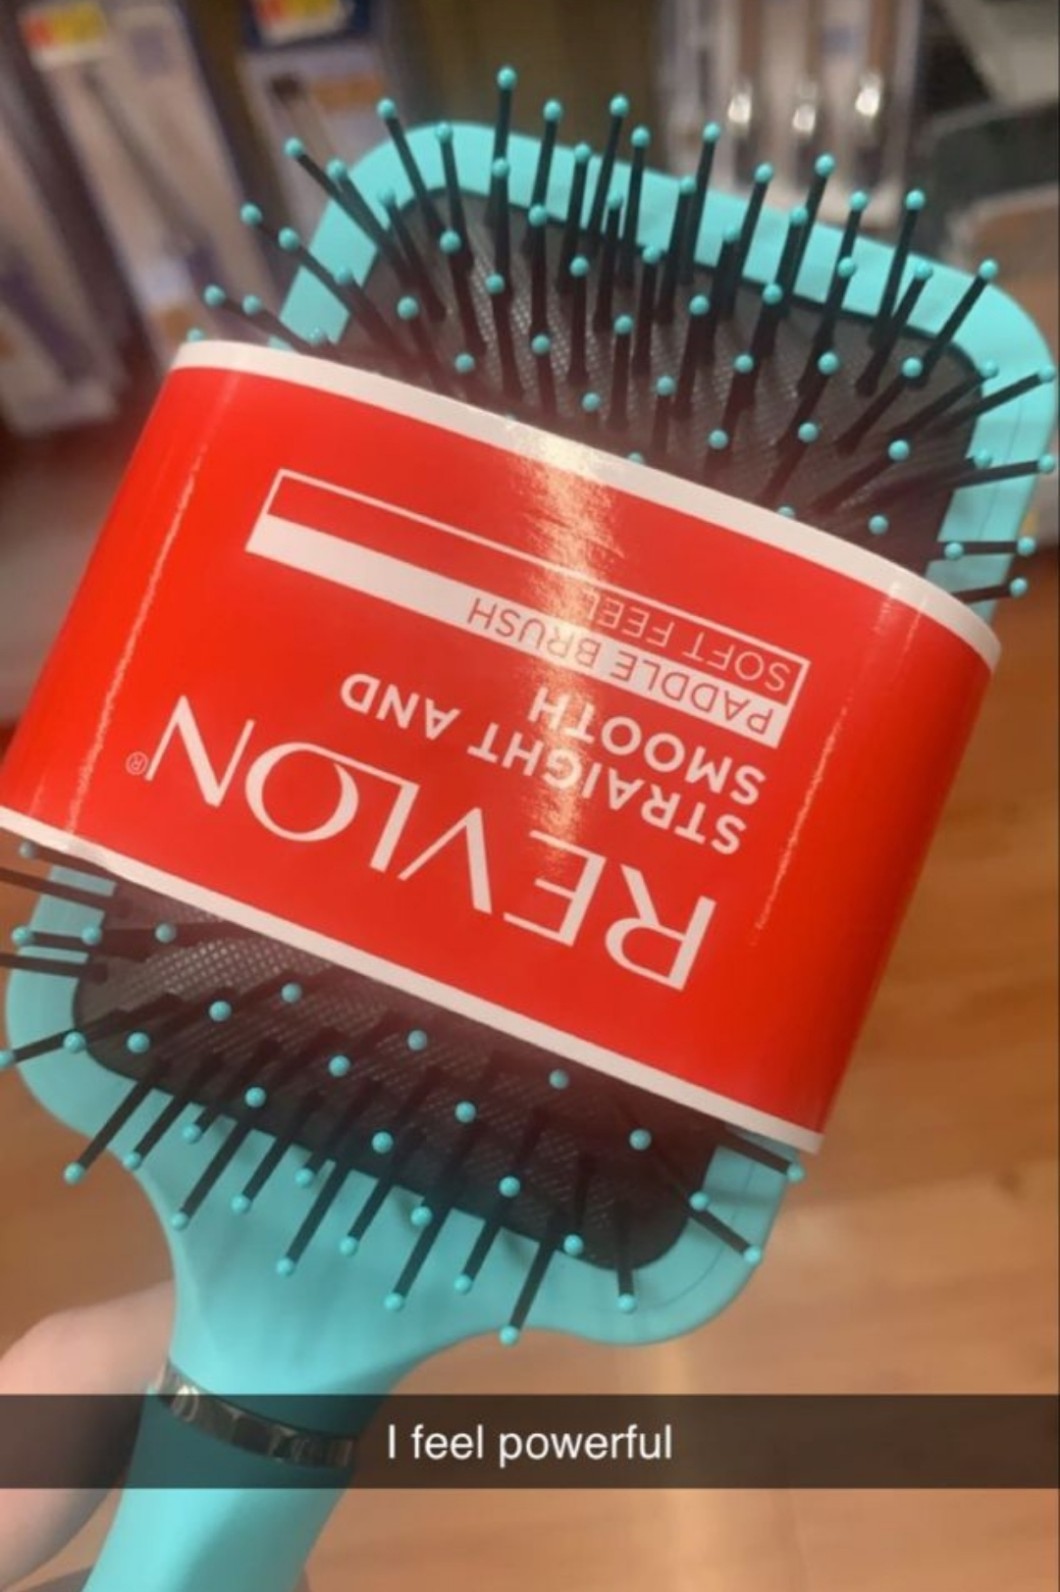 REVLON®
STRAIGHT AND
SMOOTH
PADDLE BRUSH
SOFT FEEL
I feel powerful